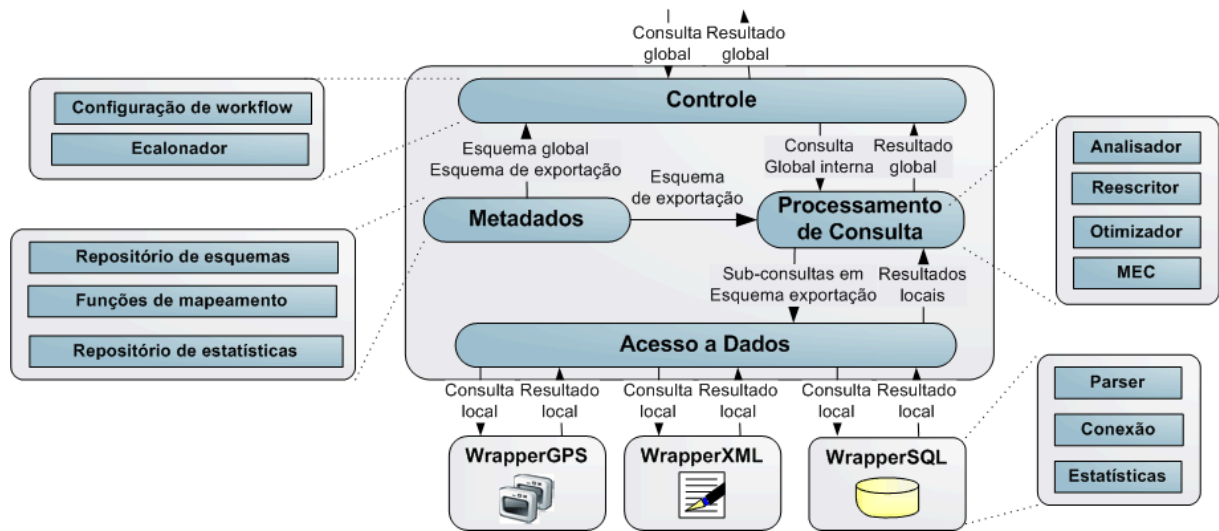 Consulta
global
Resultado
global
Controle
Configuração de workflow
Ecalonador
Esquema global
Esquema de exportação
Consulta
Global interna
Resultado
global
Analisador
Reescritor
Otimizador
MEC
Esquema
de exportação
Metadados
Processamento
de Consulta
Repositório de esquemas
Funções de mapeamento
Repositório de estatísticas
Sub-consultas em
Esquema exportação
Resultados
locais
Acesso a Dados
Consulta
local
Resultado
local
Consulta
local
Resultado
local
Consulta
local
Resultado
local
Parser
Conexão
Estatísticas
WrapperGPS
WrapperXML
WrapperSQL